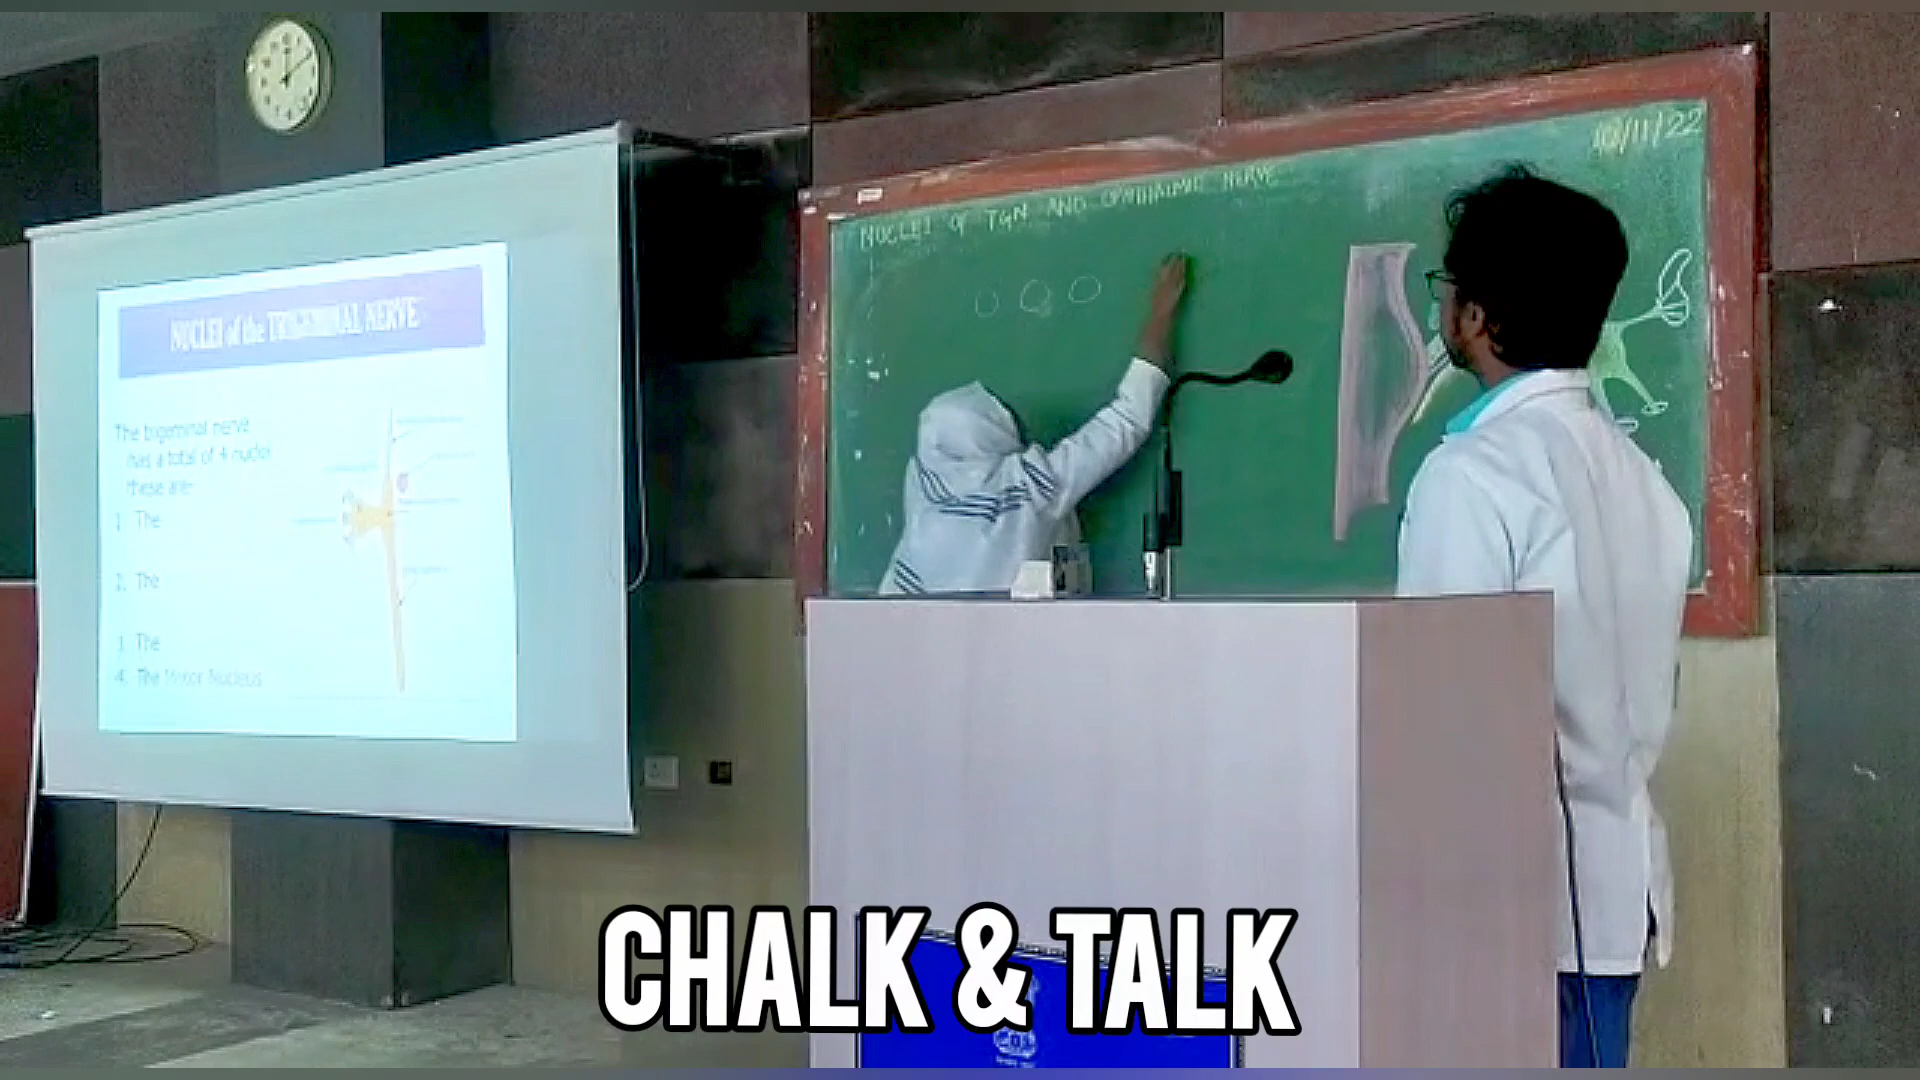 NUCLEI of the TRIGEMINAL NERVE
The trigeminal nerve
has a total of 4 nuclei
these are-
1. The
2. The
3. The
4. The Motor Nucleus
10/11/22
NUCLEI OF TGN AND OPHTHALMIC NERVE
CHALK & TALK